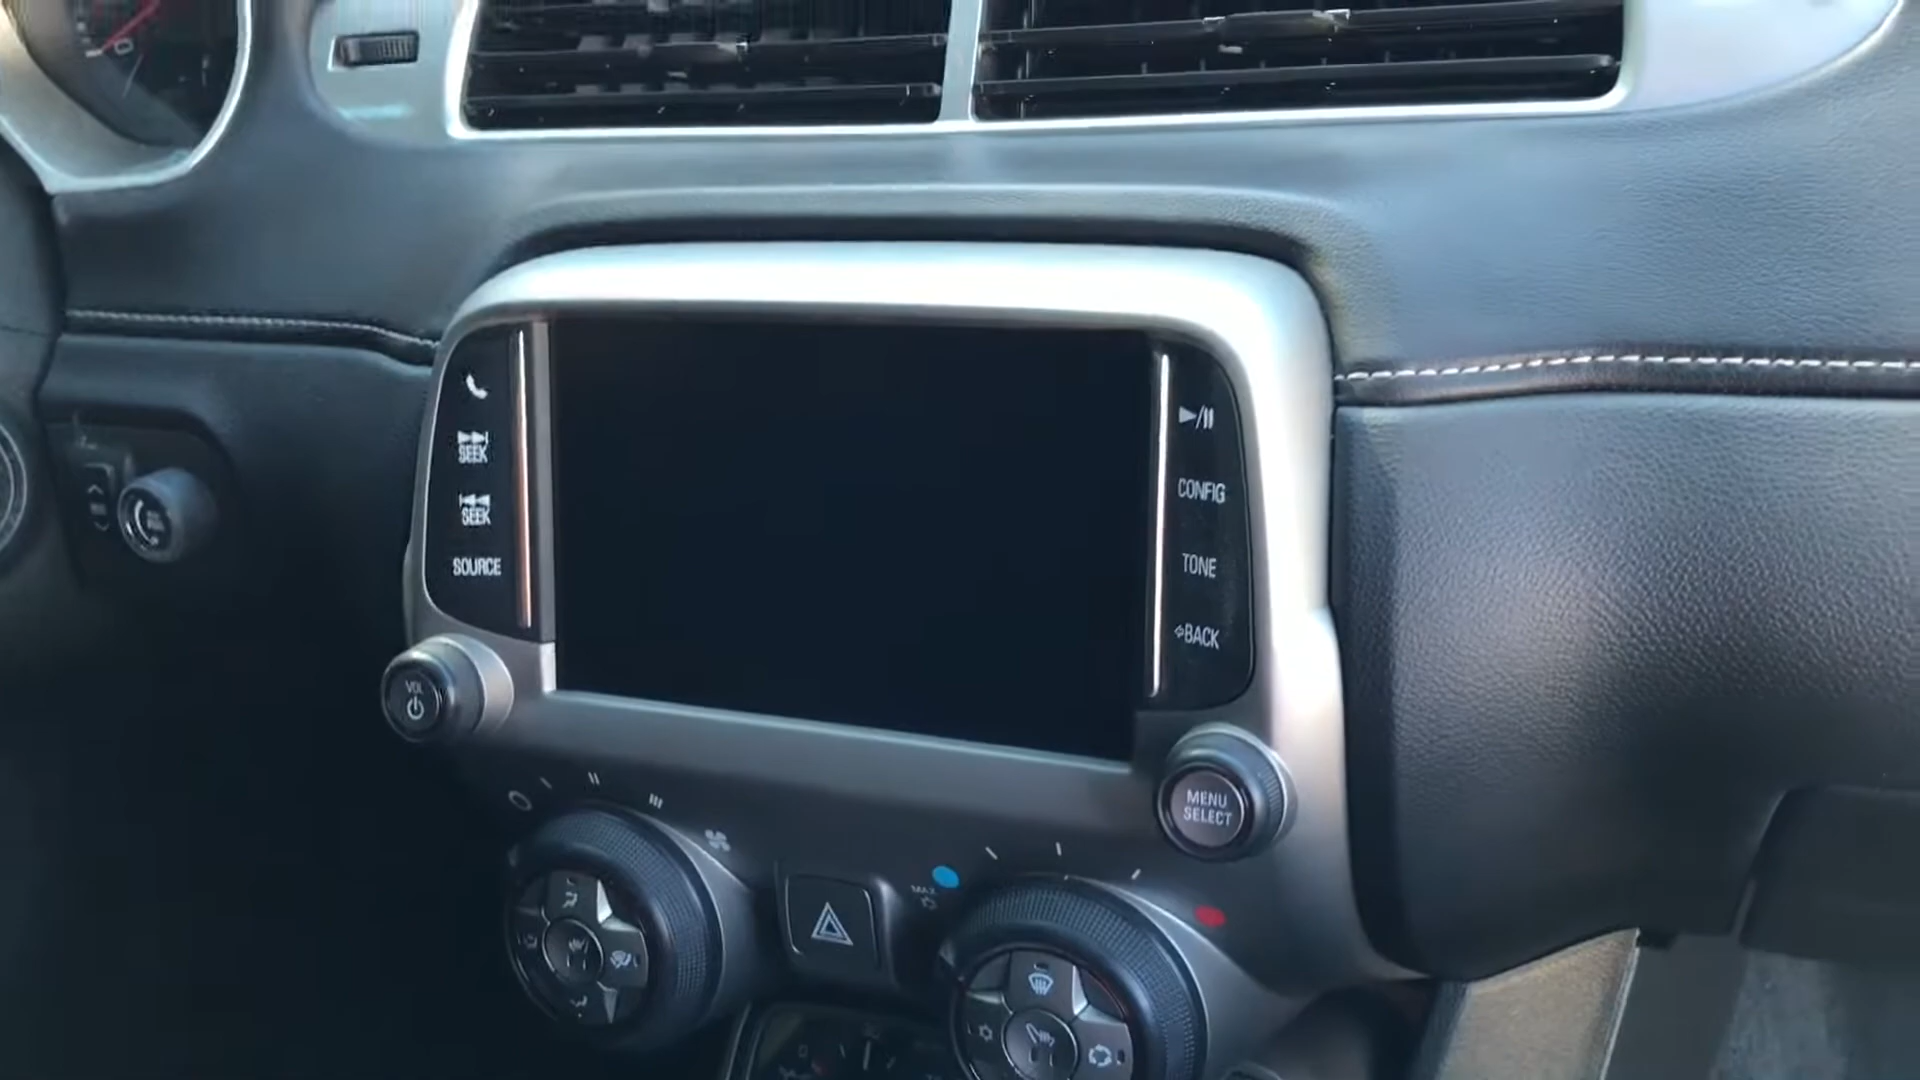 SEEK
SEEK
SOURCE
CONFIG
TONE
BACK
VOL
MENU
SELECT
MAX